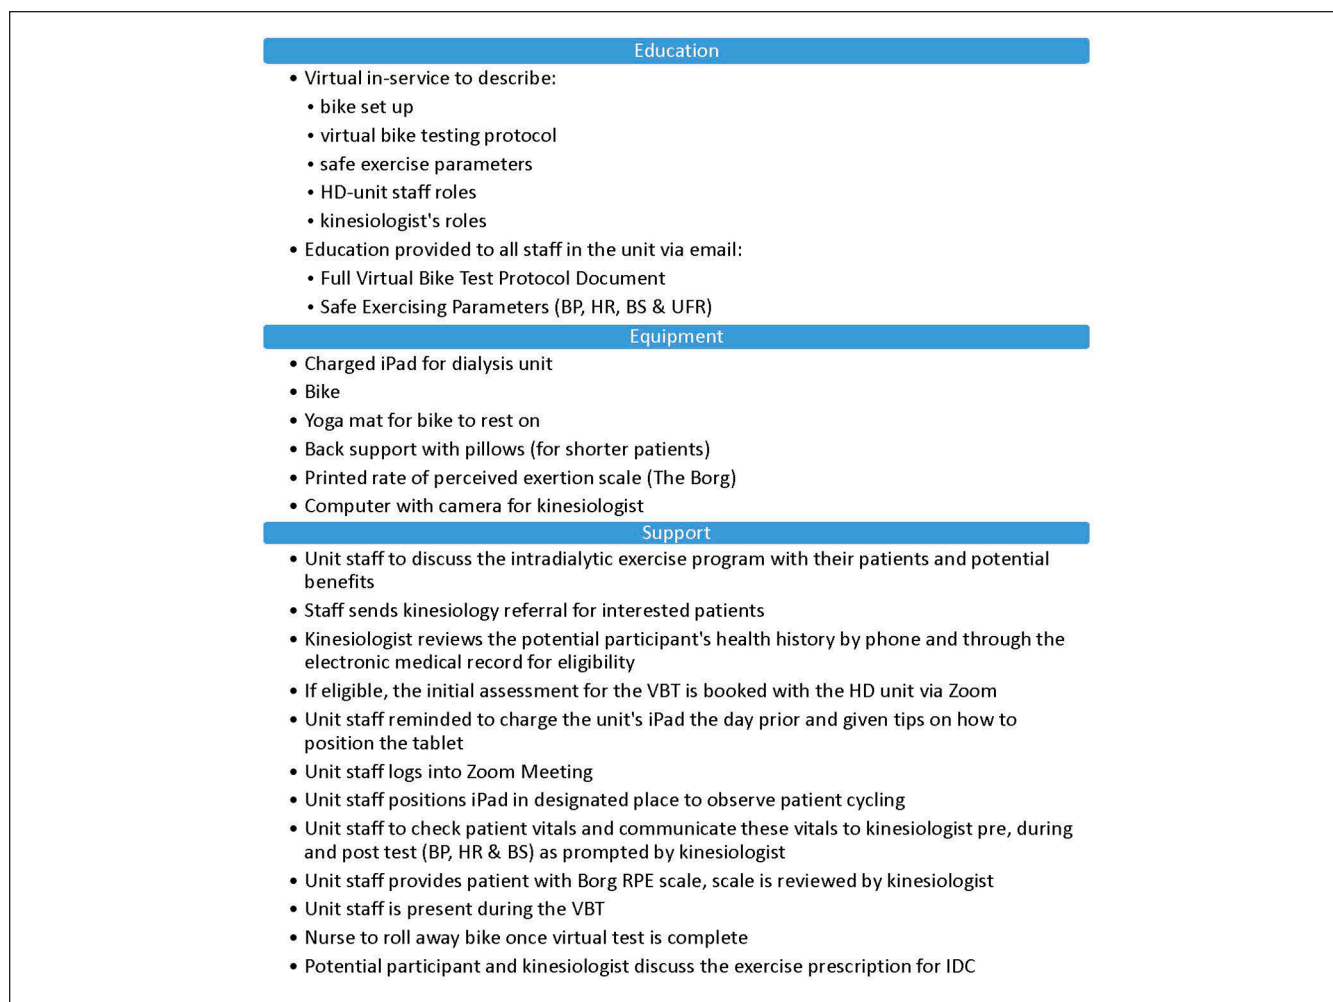 Education
• Virtual in-service to describe:
• bike set up
• virtual bike testing protocol
• safe exercise parameters
• HD-unit staff roles
• kinesiologist's roles
• Education provided to all staff in the unit via email:
• Full Virtual Bike Test Protocol Document
• Safe Exercising Parameters (BP, HR, BS & UFR)
Equipment
• Charged iPad for dialysis unit
• Bike
• Yoga mat for bike to rest on
• Back support with pillows (for shorter patients)
• Printed rate of perceived exertion scale (The Borg)
• Computer with camera for kinesiologist
Support
• Unit staff to discuss the intradialytic exercise program with their patients and potential
benefits
• Staff sends kinesiology referral for interested patients
• Kinesiologist reviews the potential participant's health history by phone and through the
electronic medical record for eligibility
• If eligible, the initial assessment for the VBT is booked with the HD unit via Zoom
• Unit staff reminded to charge the unit's iPad the day prior and given tips on how to
position the tablet
• Unit staff logs into Zoom Meeting
• Unit staff positions iPad in designated place to observe patient cycling
• Unit staff to check patient vitals and communicate these vitals to kinesiologist pre, during
and post test (BP, HR & BS) as prompted by kinesiologist
• Unit staff provides patient with Borg RPE scale, scale is reviewed by kinesiologist
• Unit staff is present during the VBT
• Nurse to roll away bike once virtual test is complete
• Potential participant and kinesiologist discuss the exercise prescription for IDC